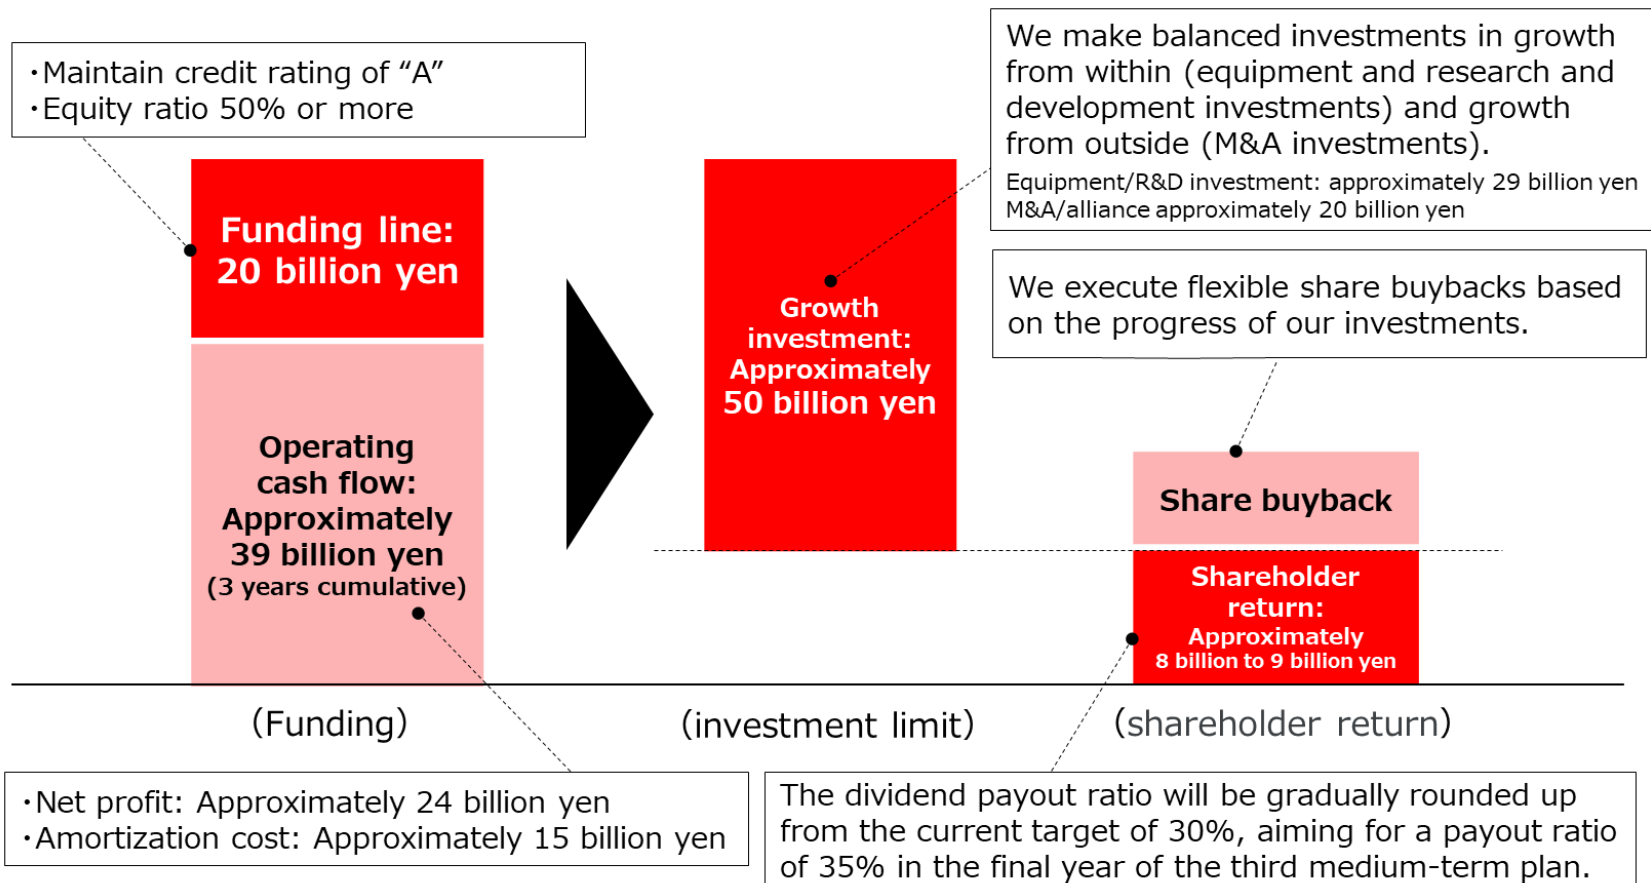 ・Maintain credit rating of “A”
・Equity ratio 50% or more
Funding line:
20 billion yen
Operating
cash flow:
Approximately
39 billion yen
(3 years cumulative)
We make balanced investments in growth
from within (equipment and research and
development investments) and growth
from outside (M&A investments).
Equipment/R&D investment: approximately 29 billion yen
M&A/alliance approximately 20 billion yen
Growth
investment:
Approximately
50 billion yen
We execute flexible share buybacks based
on the progress of our investments.
Share buyback
Shareholder
return:
Approximately
8 billion to 9 billion yen
(Funding)
(investment limit)
(shareholder return)
・Net profit: Approximately 24 billion yen
・Amortization cost: Approximately 15 billion yen
The dividend payout ratio will be gradually rounded up
from the current target of 30%, aiming for a payout ratio
of 35% in the final year of the third medium-term plan.